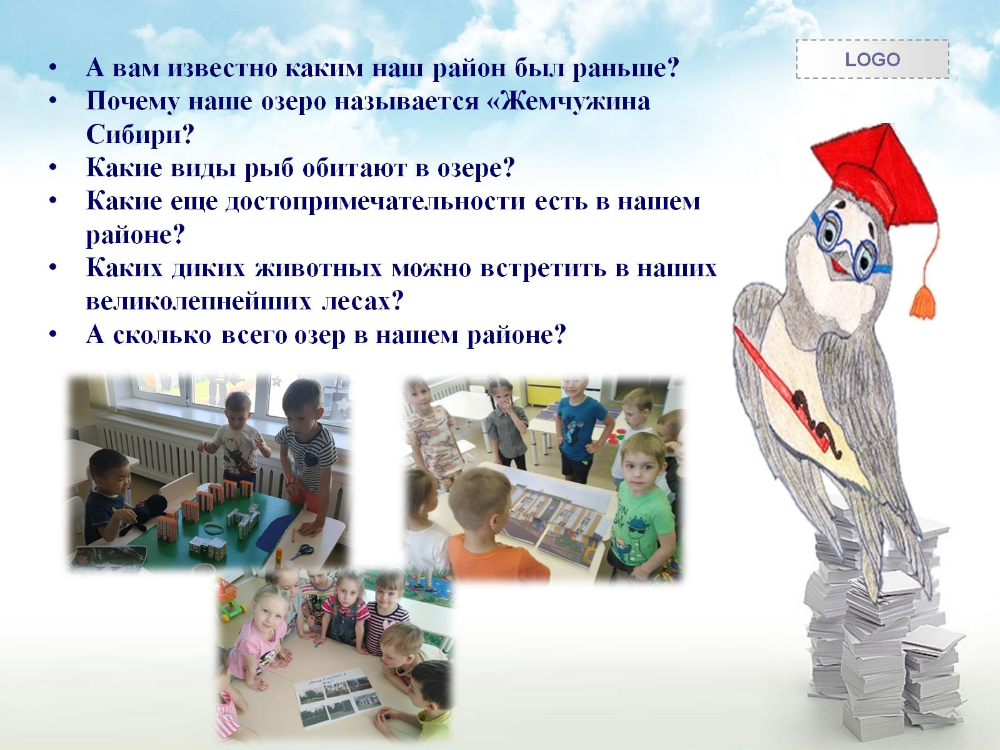 LOGO
• А вам известно каким наш район был раньше?
• Почему наше озеро называется «Жемчужина
Сибири?
• Какие виды рыб обитают в озере?
• Какие еще достопримечательности есть в нашем
районе?
• Каких диких животных можно встретить в наших
великолепнейших лесах?
• А сколько всего озер в нашем районе?